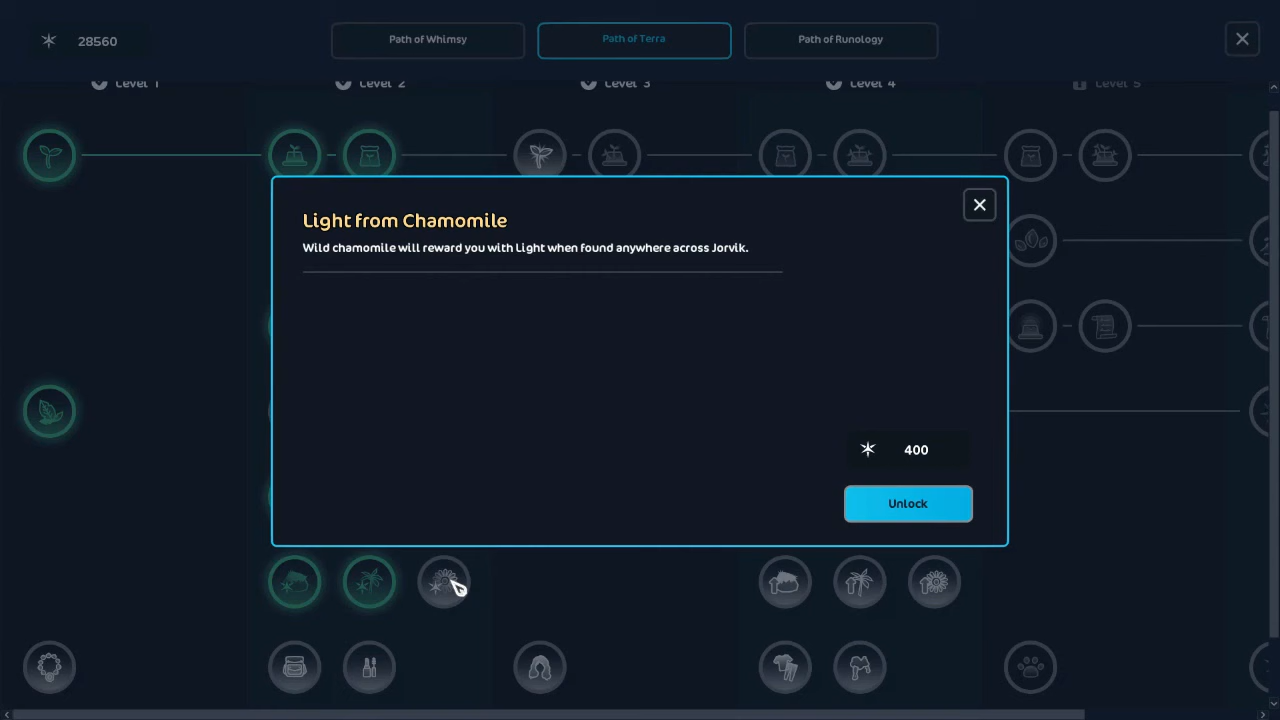 28560
Path of Whimsy
Path of Terra
Path of Runology
Level 1
Level 2
Level 3
Level 4
Level 5
Light from Chamomile
Wild chamomile will reward you with Light when found anywhere across Jorvik.
400
Unlock